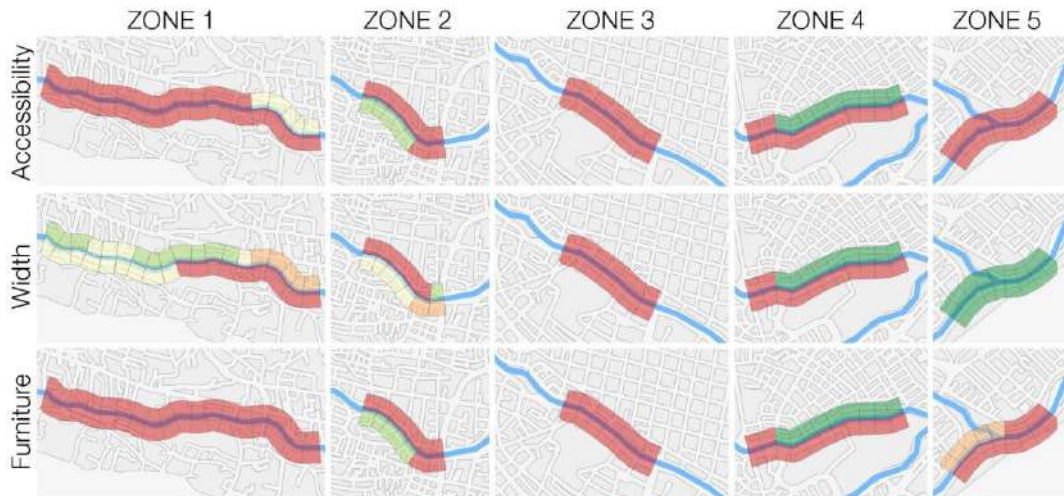 ZONE 1 ZONE 2 ZONE 3 ZONE 4 ZONE 5
Accessibility
Width
Furniture